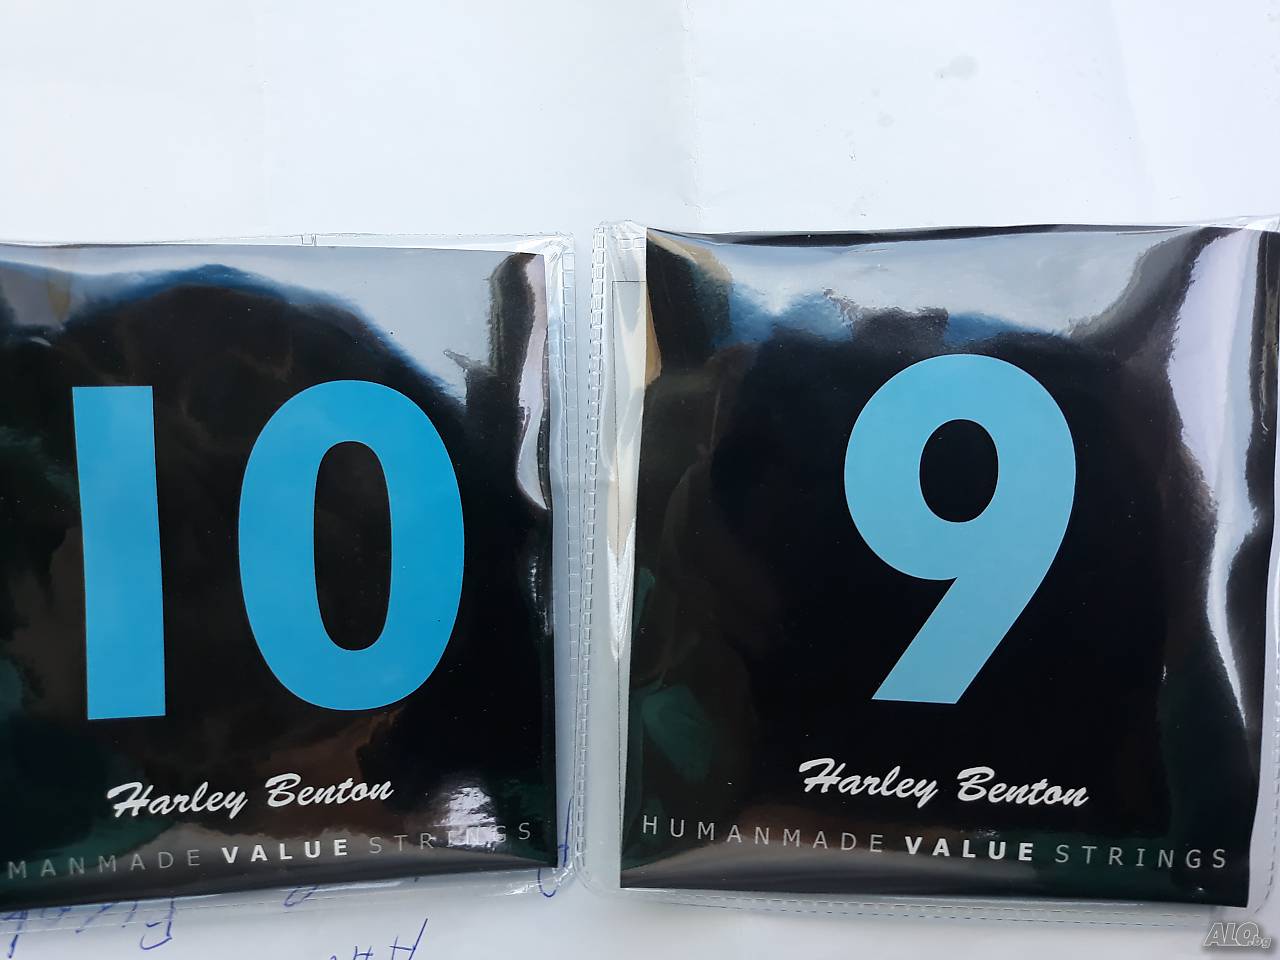 10
Harley Benton
MANMADE VALUE STRINGS
9
Harley Benton
HUMANMADE VALUE STRINGS
ALO.bg